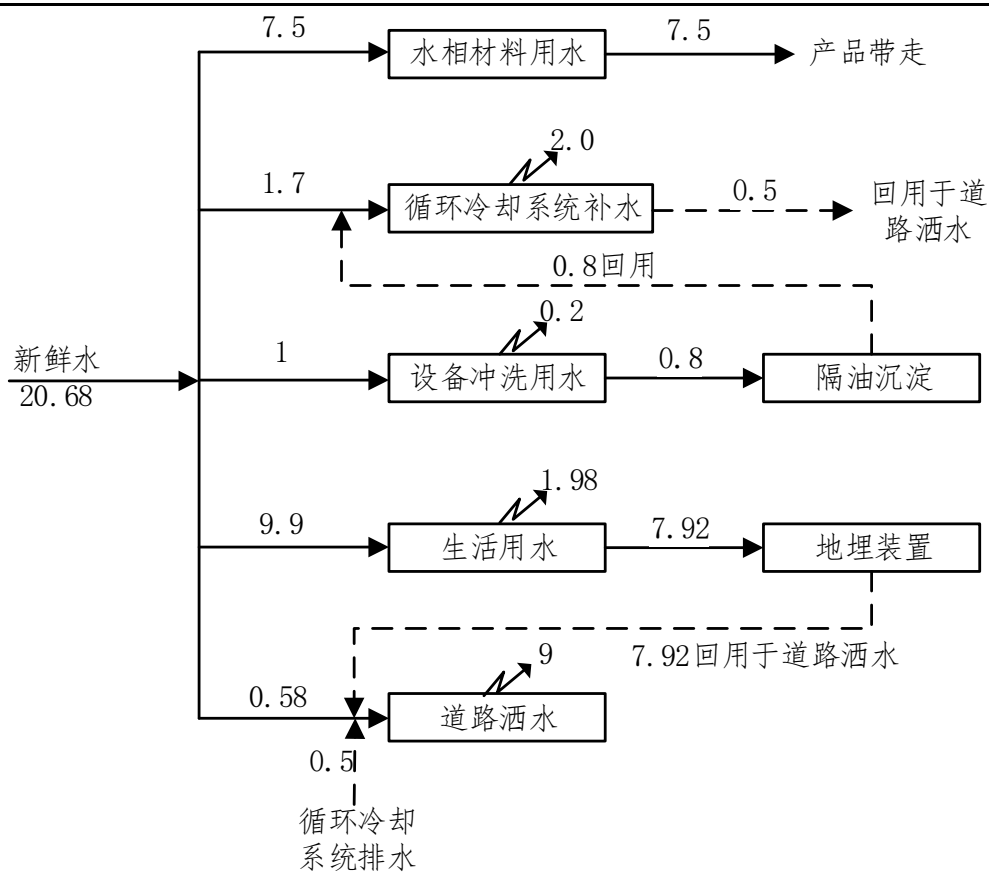 7.5
水相材料用水
7.5
产品带走
2.0
1.7
循环冷却系统补水
0.5
回用于道
路洒水
0.8回用
0.2
新鲜水
20.68
1
设备冲洗用水
0.8
隔油沉淀
1.98
9.9
生活用水
7.92
地埋装置
7.92回用于道路洒水
9
0.58
道路洒水
0.5
循环冷却
系统排水